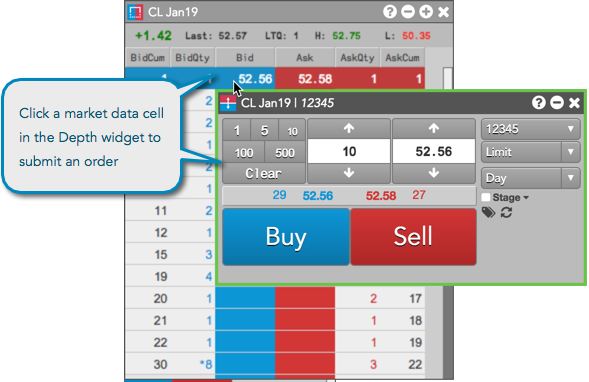 CL Jan19
+1.42 Last: 52.57 LTQ: 1 H: 52.75 L: 50.35
BidCum BidQty Bid Ask AskQty AskCum
1 52.56 52.58 1 1
Click a market data cell
in the Depth widget to
submit an order
2
2
1
2
2
1
11 2
12 1
15 3
19 4
20 1 2 17
21 1 1 18
22 1 1 19
30 *8 3 22
CL Jan19 | 12345
1 5 10
100 500
Clear
10
52.56
12345
Limit
Day
Stage
29 52.56 52.58 27
Buy Sell